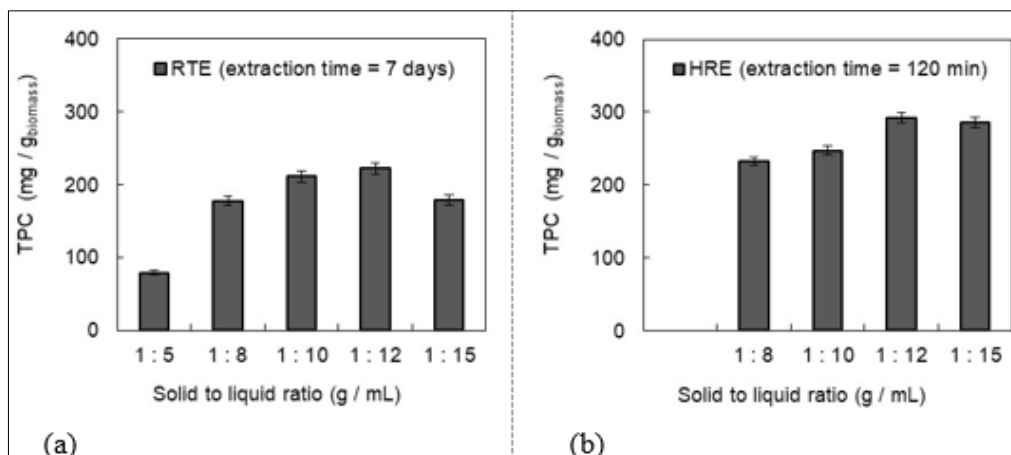 400
300
200
100
0
TPC (mg / gbiomass)
RTE (extraction time = 7 days)
1 : 5 1 : 8 1 : 10 1 : 12 1 : 15
Solid to liquid ratio (g / mL)
(a)
400
300
200
100
0
TPC (mg / gbiomass)
HRE (extraction time = 120 min)
1 : 8 1 : 10 1 : 12 1 : 15
Solid to liquid ratio (g / mL)
(b)